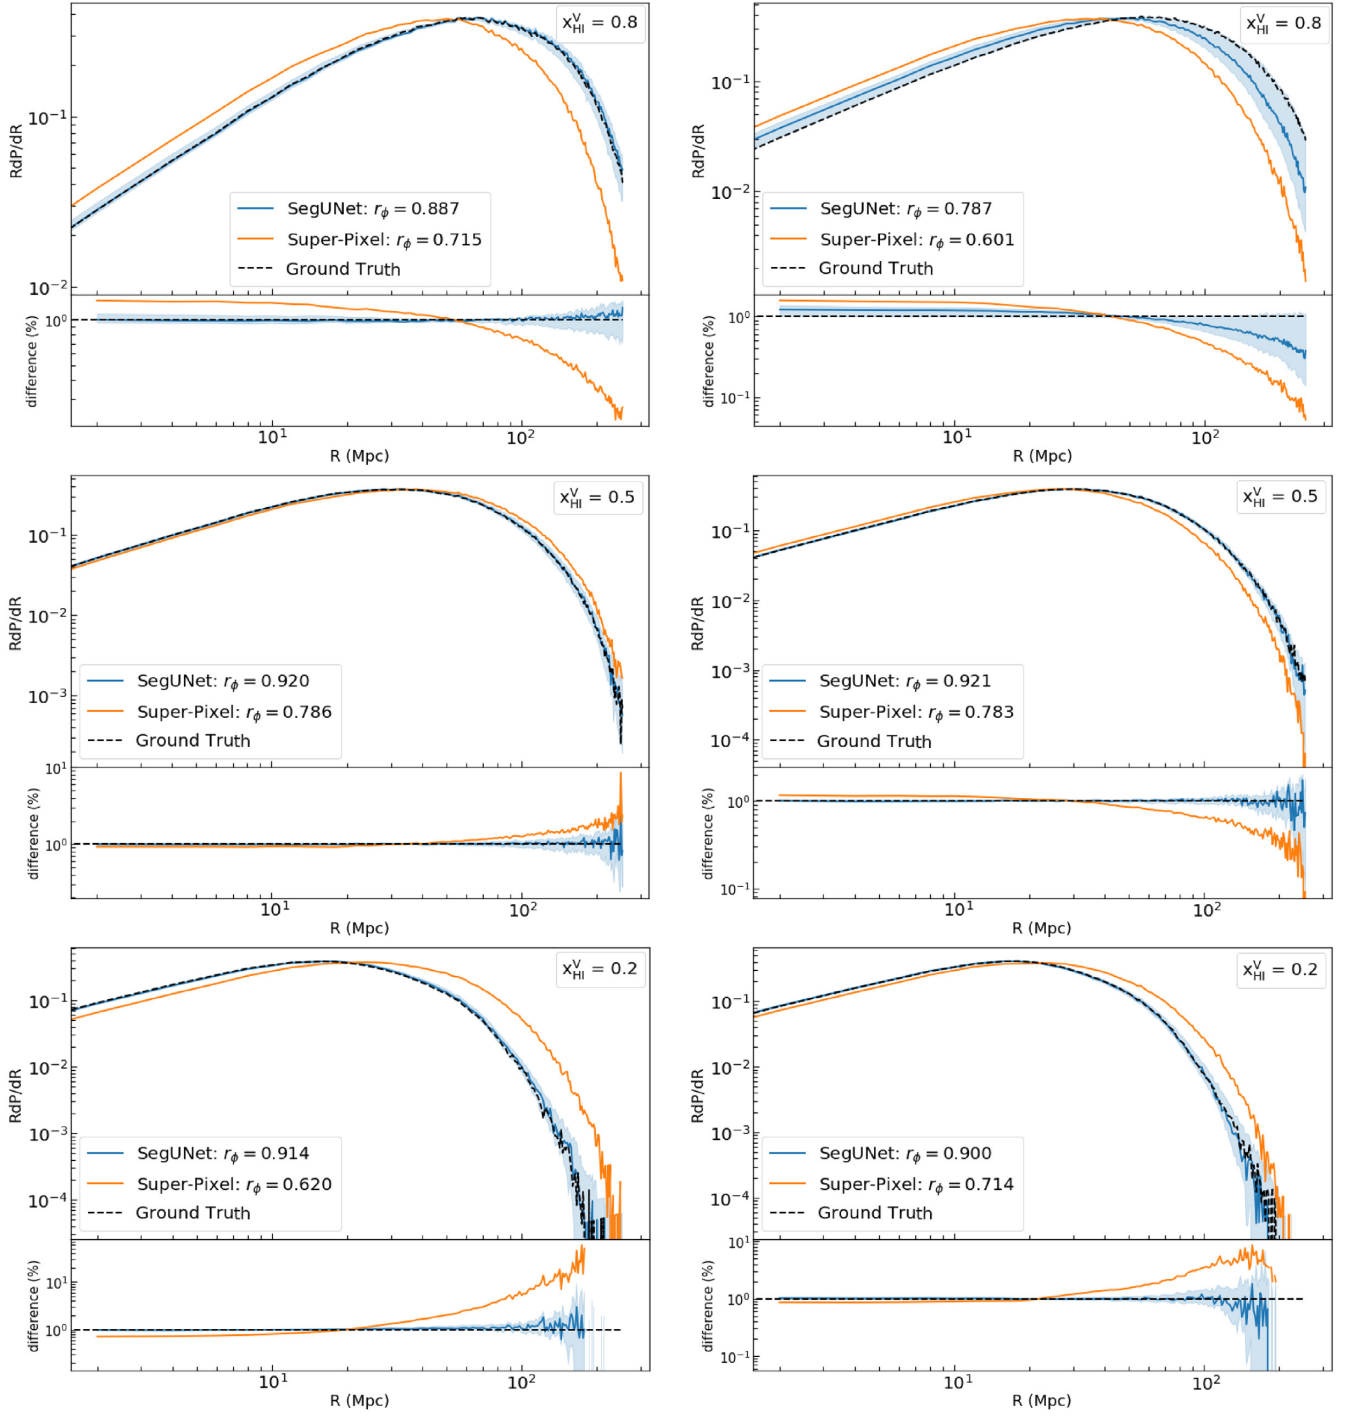 x_HI^V = 0.8
RdP/dR
10^-1
10^-2
SegUNet: r_ϕ = 0.887
Super-Pixel: r_ϕ = 0.715
Ground Truth
difference (%)
10^0
10^1
10^2
R (Mpc)
x_HI^V = 0.8
RdP/dR
10^-1
10^-2
SegUNet: r_ϕ = 0.787
Super-Pixel: r_ϕ = 0.601
Ground Truth
difference (%)
10^0
10^-1
10^1
10^2
R (Mpc)
x_HI^V = 0.5
RdP/dR
10^-1
10^-2
10^-3
SegUNet: r_ϕ = 0.920
Super-Pixel: r_ϕ = 0.786
Ground Truth
difference (%)
10^1
10^0
10^1
10^2
R (Mpc)
x_HI^V = 0.5
RdP/dR
10^-1
10^-2
10^-3
10^-4
SegUNet: r_ϕ = 0.921
Super-Pixel: r_ϕ = 0.783
Ground Truth
difference (%)
10^0
10^-1
10^1
10^2
R (Mpc)
x_HI^V = 0.2
RdP/dR
10^-1
10^-2
10^-3
10^-4
SegUNet: r_ϕ = 0.914
Super-Pixel: r_ϕ = 0.620
Ground Truth
difference (%)
10^1
10^0
10^1
10^2
R (Mpc)
x_HI^V = 0.2
RdP/dR
10^-1
10^-2
10^-3
10^-4
SegUNet: r_ϕ = 0.900
Super-Pixel: r_ϕ = 0.714
Ground Truth
difference (%)
10^1
10^0
10^-1
10^1
10^2
R (Mpc)